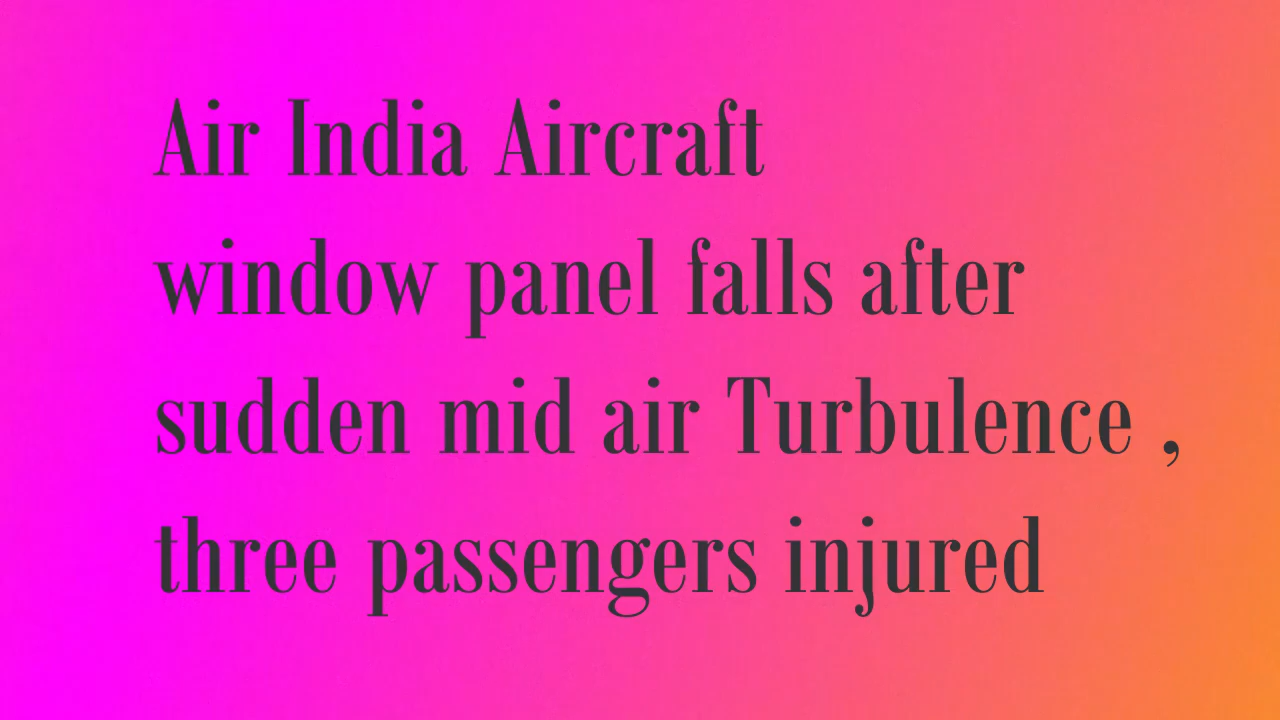 Air India Aircraft
window panel falls after
sudden mid air Turbulence ,
three passengers injured